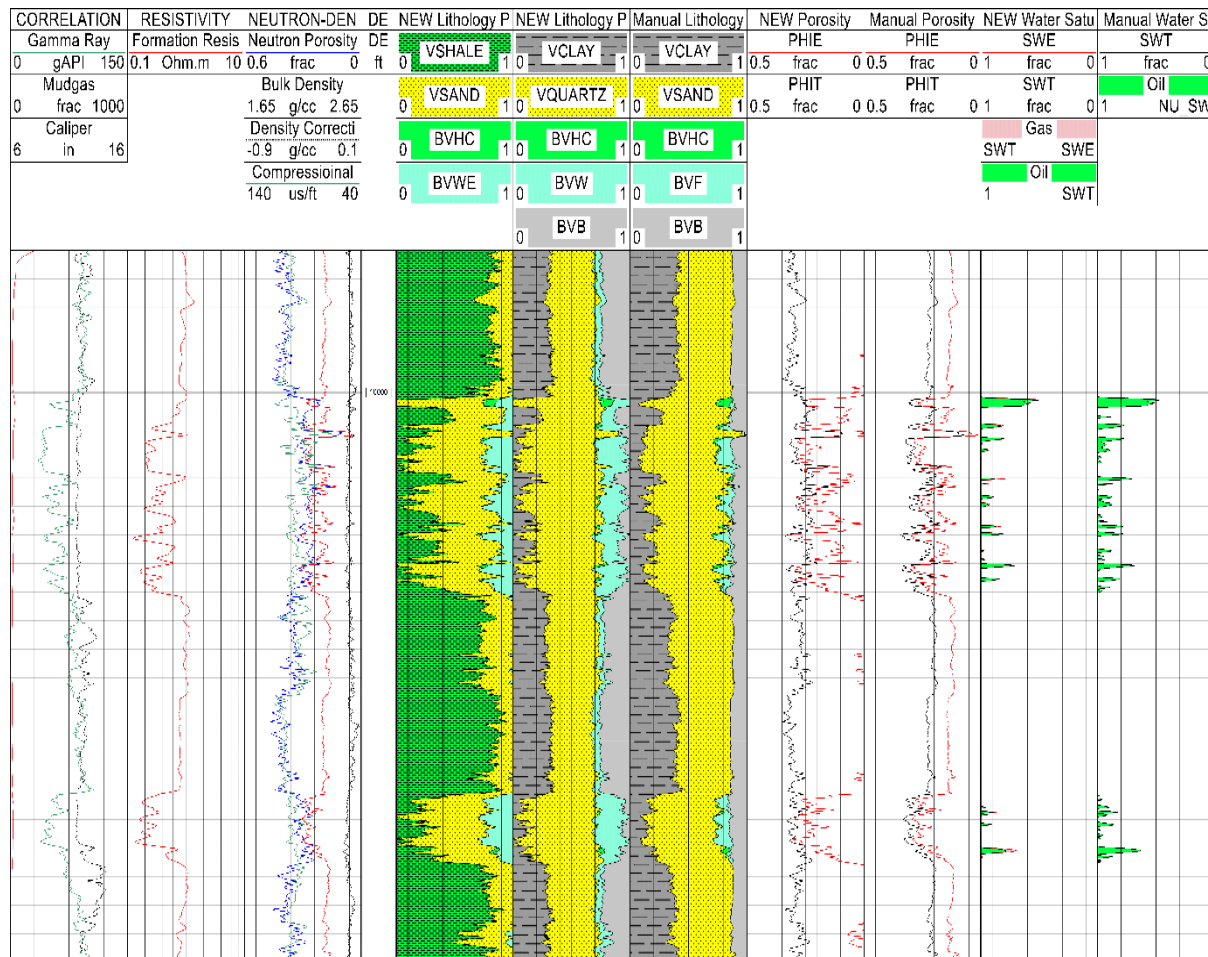 CORRELATION RESISTIVITY NEUTRON-DEN DE NEW Lithology P NEW Lithology P Manual Lithology NEW Porosity Manual Porosity NEW Water Satu Manual Water S
Gamma Ray Formation Resis Neutron Porosity DE VSHALE VCLAY VCLAY PHIE PHIE SWE SWT
0 gAPI 150 0.1 Ohm.m 10 0.6 frac 0 ft 0 1 0 1 0 1 0.5 frac 0 0.5 frac 0 1 frac 0 1 frac 0
Mudgas Bulk Density VSAND VQUARTZ VSAND PHIT PHIT SWT Oil
0 frac 1000 1.65 g/cc 2.65 0 1 0 1 0 1 0.5 frac 0 0.5 frac 0 1 frac 0 1 NU_SW
Caliper Density Correcti BVHC BVHC BVHC Gas
6 in 16 -0.9 g/cc 0.1 0 1 0 1 0 1 SWT SWE
Compressioinal BVWE BVW BVF Oil
140 us/ft 40 0 1 0 1 0 1 1 SWT
BVB BVB
0 1 0 1
10000